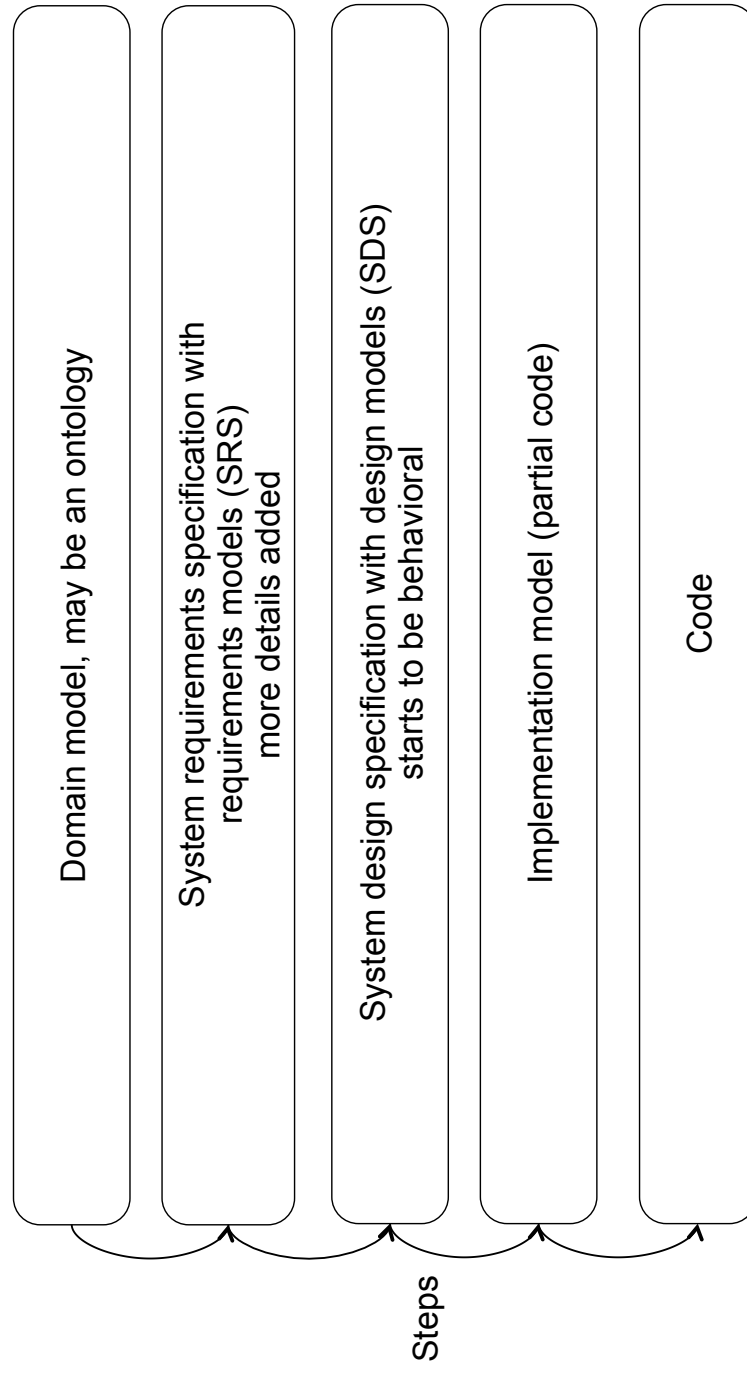 Domain model, may be an ontology
System requirements specification with
requirements models (SRS)
more details added
System design specification with design models (SDS)
starts to be behavioral
Implementation model (partial code)
Code
Steps